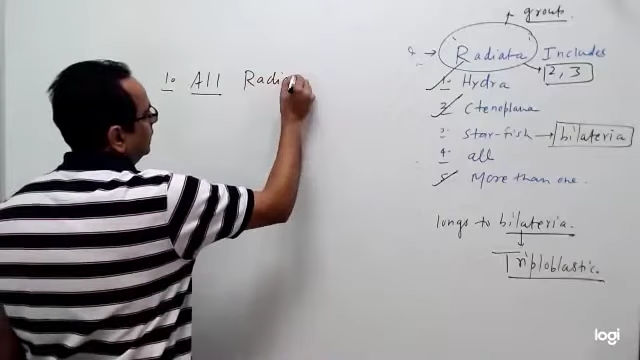 1. All Radi
group
Q → Radiata Includes
2, 3
1. Hydra
2. Ctenoplana
3. Star-fish → bilateria
4. all
5. More than one.
longs to bilateria.
Triploblastic.
logi